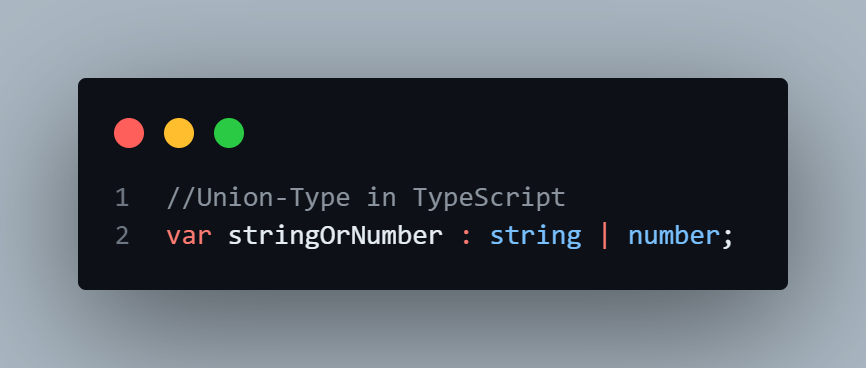 1 //Union-Type in TypeScript
2 var stringOrNumber : string | number;